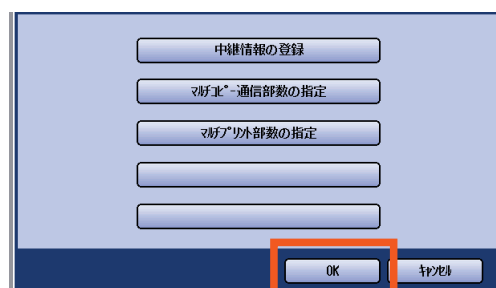 中継情報の登録
ﾏﾙﾁｺﾋﾟｰ通信部数の指定
ﾏﾙﾁﾌﾟﾘﾝﾄ部数の指定
OK ｷｬﾝｾﾙ